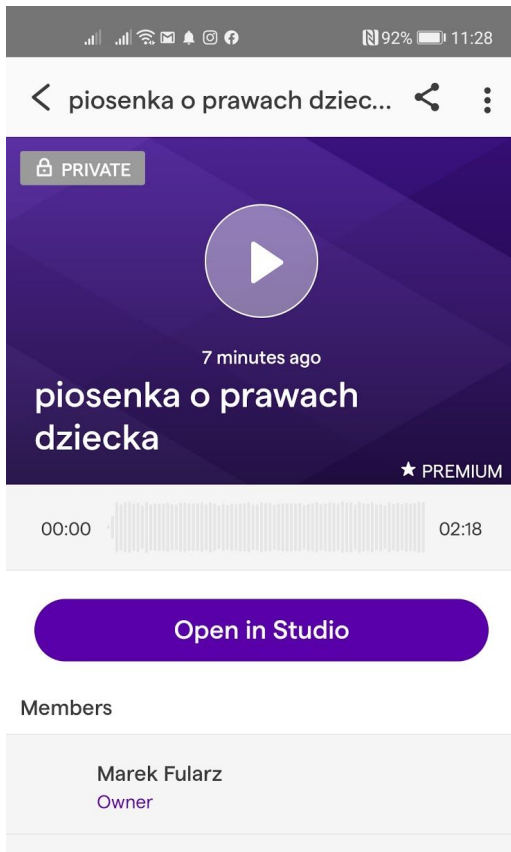 92% 11:28
piosenka o prawach dziec...
PRIVATE
7 minutes ago
piosenka o prawach
dziecka
PREMIUM
00:00 02:18
Open in Studio
Members
Marek Fularz
Owner